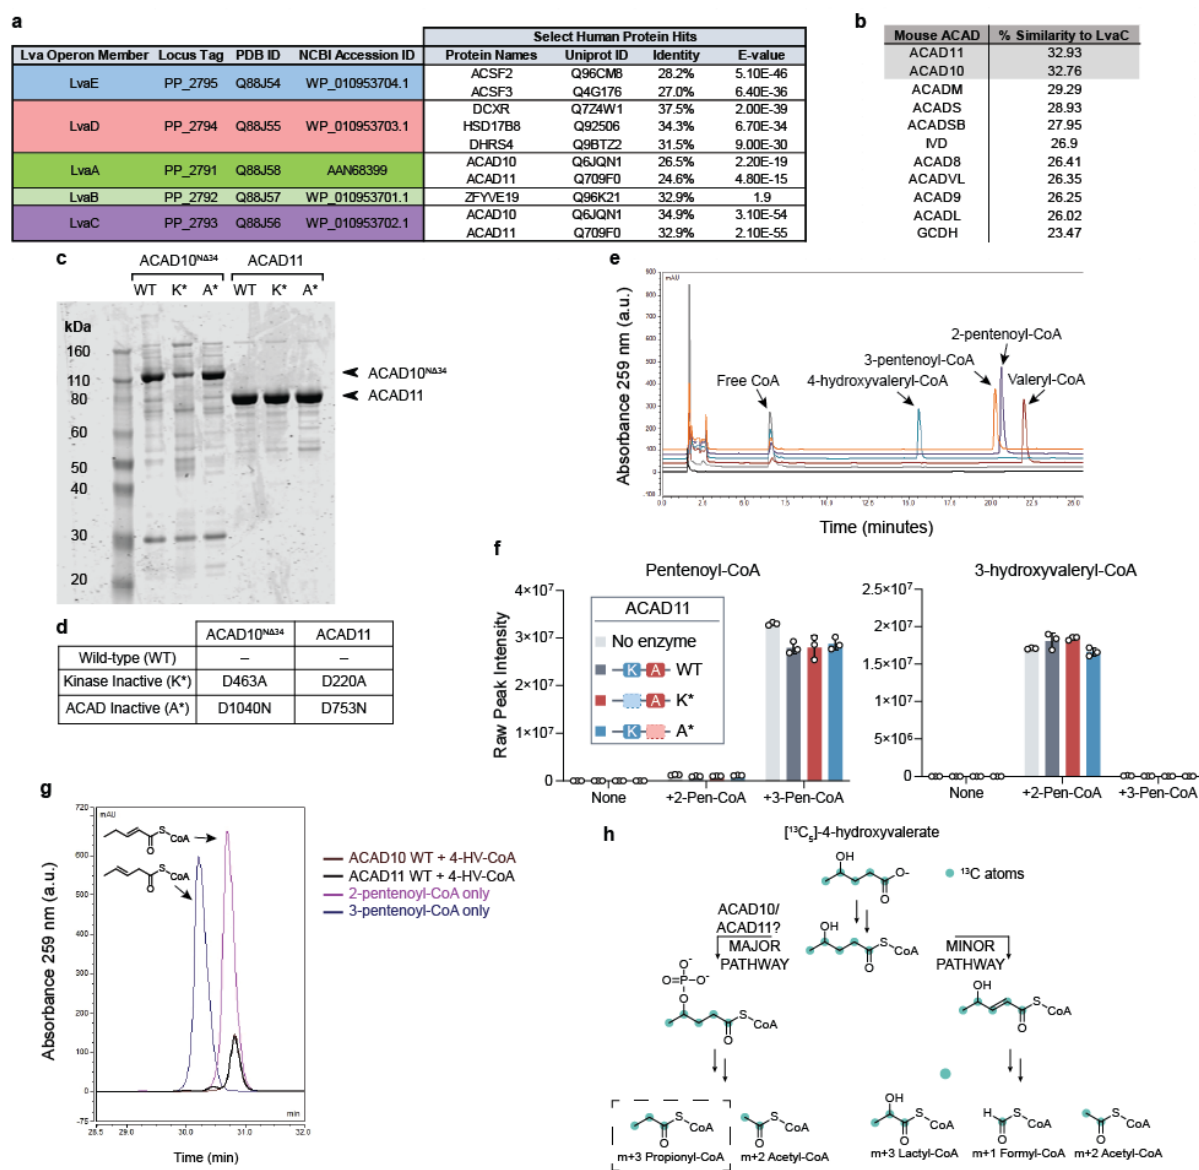 a
Select Human Protein Hits
Lva Operon Member Locus Tag PDB ID NCBI Accession ID Protein Names Uniprot ID Identity E-value
LvaE PP_2795 Q88J54 WP_010953704.1
ACSF2 Q96CM8 28.2% 5.10E-46
ACSF3 Q4G176 27.0% 6.40E-36
LvaD PP_2794 Q88J55 WP_010953703.1
DCXR Q7Z4W1 37.5% 2.00E-39
HSD17B8 Q92506 34.3% 6.70E-34
DHRS4 Q9BTZ2 31.5% 9.00E-30
LvaA PP_2791 Q88J58 AAN68399
ACAD10 Q6JQN1 26.5% 2.20E-19
ACAD11 Q709F0 24.6% 4.80E-15
LvaB PP_2792 Q88J57 WP_010953701.1 ZFYVE19 Q96K21 32.9% 1.9
LvaC PP_2793 Q88J56 WP_010953702.1
ACAD10 Q6JQN1 34.9% 3.10E-54
ACAD11 Q709F0 32.9% 2.10E-55
b
Mouse ACAD % Similarity to LvaC
ACAD11 32.93
ACAD10 32.76
ACADM 29.29
ACADS 28.93
ACADSB 27.95
IVD 26.9
ACAD8 26.41
ACADVL 26.35
ACAD9 26.25
ACADL 26.02
GCDH 23.47
c
ACAD10NΔ34 ACAD11
WT K* A* WT K* A*
kDa
160
110
80
60
50
40
30
20
ACAD10NΔ34
ACAD11
d
ACAD10NΔ34 ACAD11
Wild-type (WT) – –
Kinase Inactive (K*) D463A D220A
ACAD Inactive (A*) D1040N D753N
e
mAU
Absorbance 259 nm (a.u.)
Free CoA
4-hydroxyvaleryl-CoA
3-pentenoyl-CoA
2-pentenoyl-CoA
Valeryl-CoA
Time (minutes)
f
Pentenoyl-CoA
Raw Peak Intensity
3×10⁷
2×10⁷
1×10⁷
0
ACAD11
No enzyme
K A WT
A K*
K A*
None +2-Pen-CoA +3-Pen-CoA
3-hydroxyvaleryl-CoA
2.5×10⁷
2×10⁷
1.5×10⁷
1×10⁷
5×10⁶
0
None +2-Pen-CoA +3-Pen-CoA
g
Absorbance 259 nm (a.u.)
mAU
720
600
500
400
300
200
100
0
-75
S CoA
O
S CoA
O
min
28.5 29.0 30.0 31.0 32.0
Time (min)
ACAD10 WT + 4-HV-CoA
ACAD11 WT + 4-HV-CoA
2-pentenoyl-CoA only
3-pentenoyl-CoA only
h
[¹³C₅]-4-hydroxyvalerate
OH
O-
O
¹³C atoms
ACAD10/
ACAD11?
MAJOR
PATHWAY
OH
S CoA
O
MINOR
PATHWAY
O-
O=P O-
O
S CoA
O
OH
S CoA
O
S CoA
O
m+3 Propionyl-CoA
S CoA
O
m+2 Acetyl-CoA
OH
S CoA
O
m+3 Lactyl-CoA
H S CoA
O
m+1 Formyl-CoA
S CoA
O
m+2 Acetyl-CoA